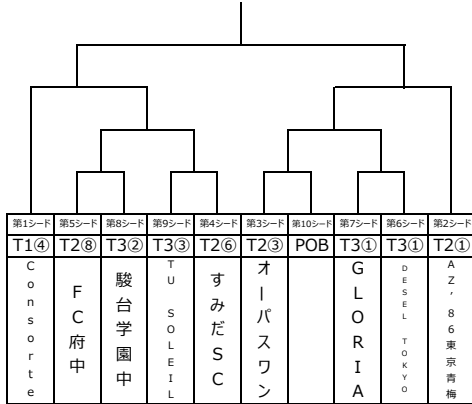 第1シード 第5シード 第8シード 第9シード 第4シード 第3シード 第10シード 第7シード 第6シード 第2シード
T1④ T2⑧ T3② T3③ T2⑥ T2③ POB T3① T3① T2①
Consorte
FC府中
駿台学園中
TU SOLEIL
すみだSC
オーパスワン
GLORIA
DESEL TOKYO
AZ'86東京青梅